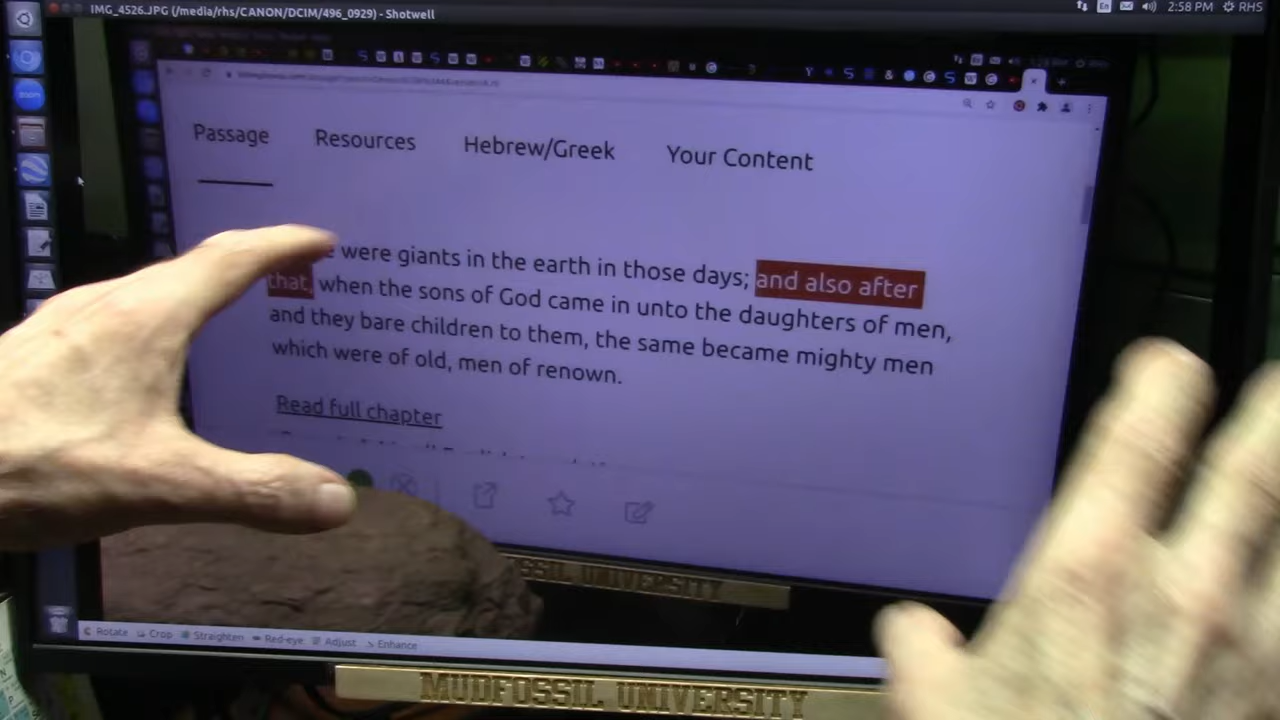 IMG_4526.JPG (/media/rhs/CANON/DCIM/496_0929) - Shotwell
En
2:58 PM
RHS
Passage Resources Hebrew/Greek Your Content
were giants in the earth in those days; and also after
that, when the sons of God came in unto the daughters of men,
and they bare children to them, the same became mighty men
which were of old, men of renown.
Read full chapter
zoom
UNIVERSITY
Rotate Crop Straighten Red-eye Adjust Enhance
MUDFOSSIL UNIVERSITY